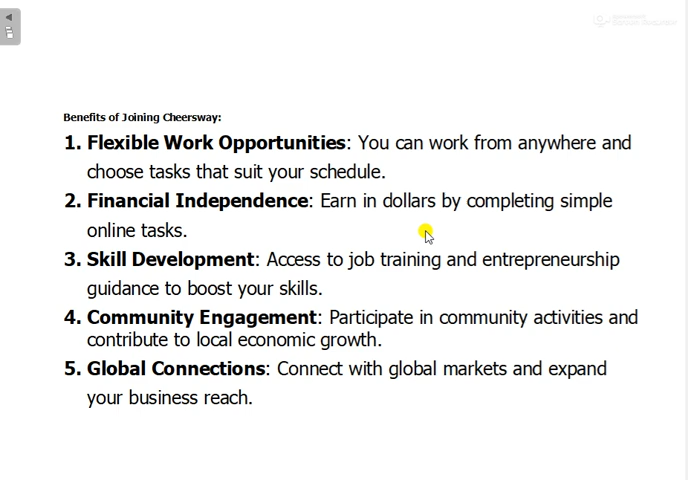 Benefits of Joining Cheersway:
1. Flexible Work Opportunities: You can work from anywhere and
choose tasks that suit your schedule.
2. Financial Independence: Earn in dollars by completing simple
online tasks.
3. Skill Development: Access to job training and entrepreneurship
guidance to boost your skills.
4. Community Engagement: Participate in community activities and
contribute to local economic growth.
5. Global Connections: Connect with global markets and expand
your business reach.